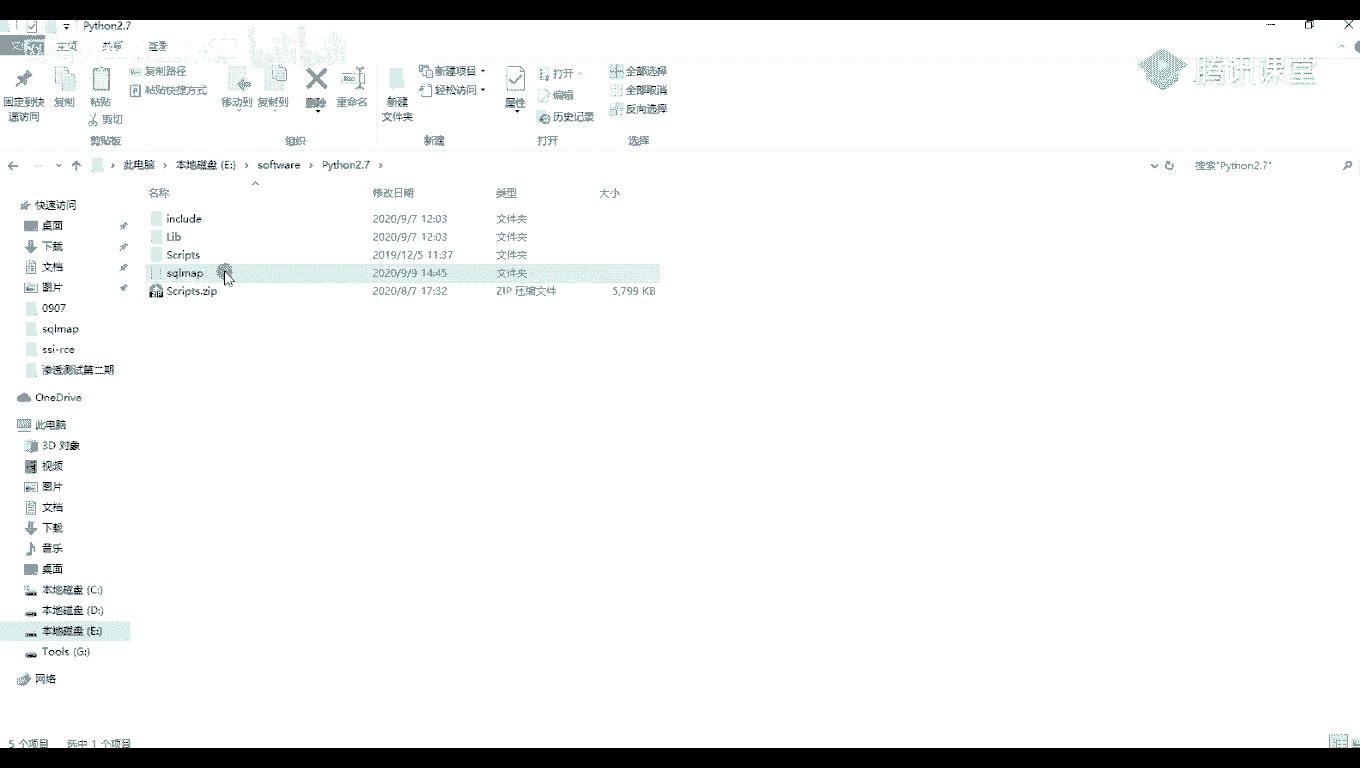 Python2.7
主页 共享 查看
腾讯课堂
固定到快速访问
复制
粘贴
复制路径
粘贴快捷方式
剪切
移动到
复制到
删除
重命名
新建
文件夹
新建项目
轻松访问
属性
打开
编辑
历史记录
全部选择
全部取消
反向选择
剪贴板 组织 新建 打开 选择
此电脑 本地磁盘 (E:) software Python2.7
搜索"Python2.7"
名称 修改日期 类型 大小
include 2020/9/7 12:03 文件夹
Lib 2020/9/7 12:03 文件夹
Scripts 2019/12/5 11:37 文件夹
sqlmap 2020/9/9 14:45 文件夹
Scripts.zip 2020/8/7 17:32 ZIP 压缩文件 5,799 KB
快速访问
桌面
下载
文档
图片
0907
sqlmap
ssi-rce
渗透测试第二期
OneDrive
此电脑
3D 对象
视频
图片
文档
下载
音乐
桌面
本地磁盘 (C:)
本地磁盘 (D:)
本地磁盘 (E:)
Tools (G:)
网络
5 个项目 选中 1 个项目